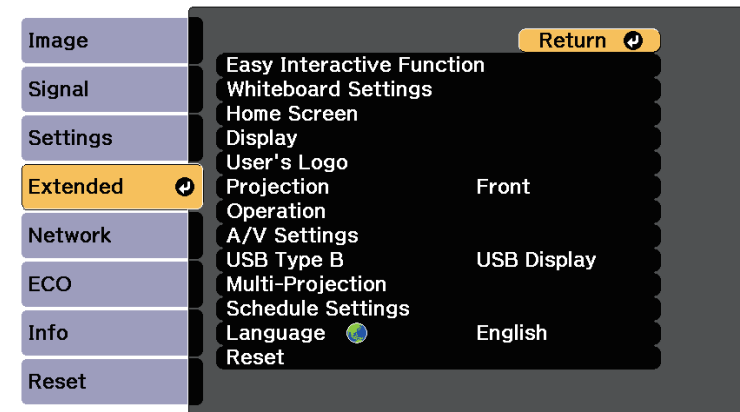 Image
Signal
Settings
Extended
Network
ECO
Info
Reset
Return
Easy Interactive Function
Whiteboard Settings
Home Screen
Display
User's Logo
Projection Front
Operation
A/V Settings
USB Type B USB Display
Multi-Projection
Schedule Settings
Language English
Reset